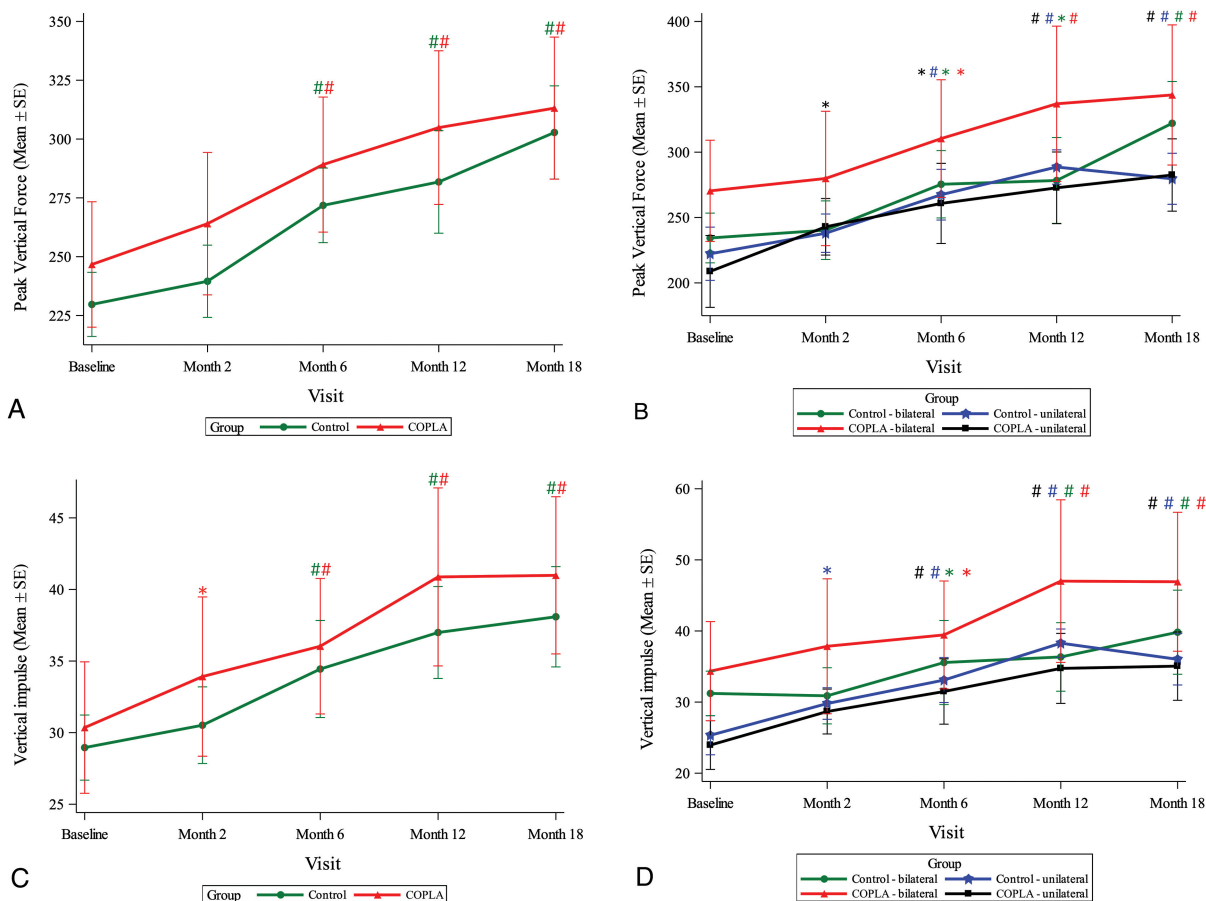 350
325
300
275
250
225
Peak Vertical Force (Mean ± SE)
##
##
##
Baseline
Month 2
Month 6
Month 12
Month 18
Visit
A
Group
Control
COPLA
400
350
300
250
200
Peak Vertical Force (Mean ± SE)
*
* # * *
# # * #
# # # #
Baseline
Month 2
Month 6
Month 12
Month 18
Visit
B
Group
Control - bilateral
Control - unilateral
COPLA - bilateral
COPLA - unilateral
45
40
35
30
25
Vertical impulse (Mean ± SE)
*
##
##
##
Baseline
Month 2
Month 6
Month 12
Month 18
Visit
C
Group
Control
COPLA
60
50
40
30
20
Vertical impulse (Mean ± SE)
*
# # * *
# # # #
# # # #
Baseline
Month 2
Month 6
Month 12
Month 18
Visit
D
Group
Control - bilateral
Control - unilateral
COPLA - bilateral
COPLA - unilateral